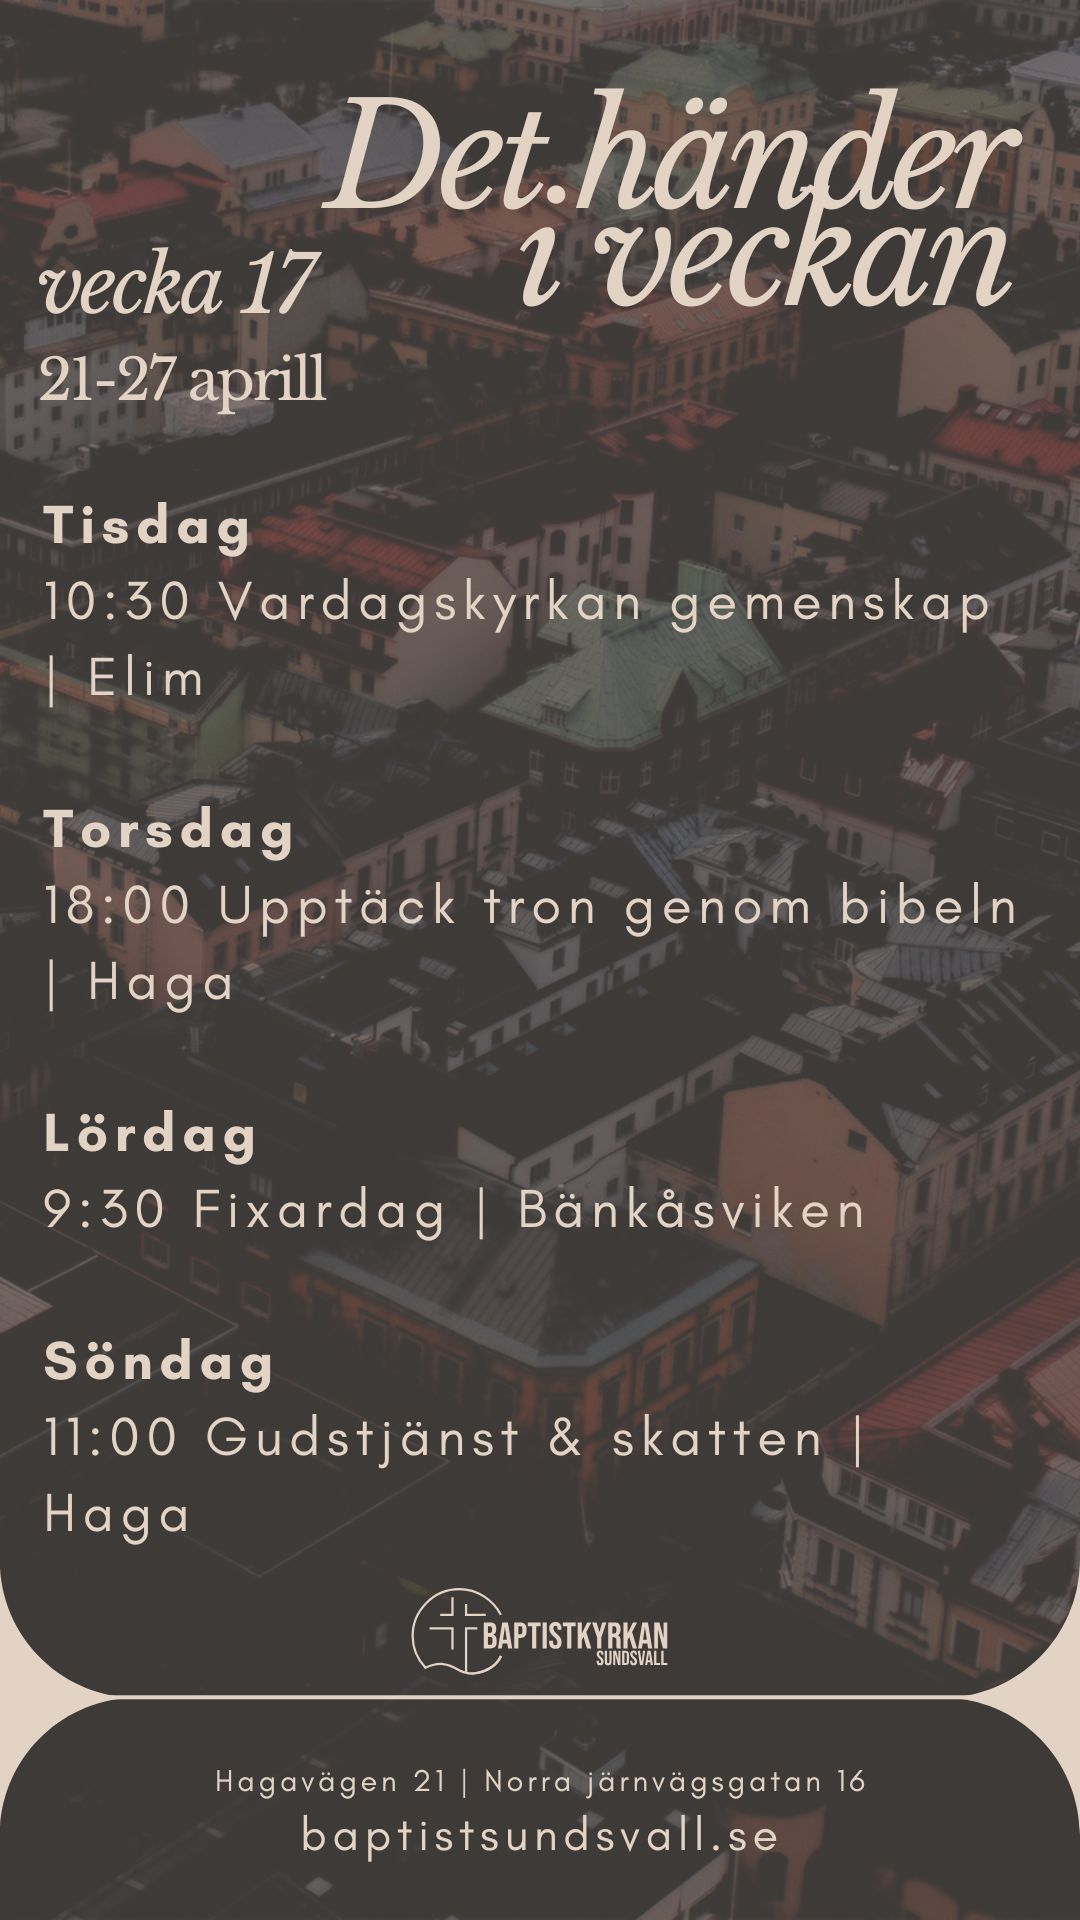 Det händer
i veckan
vecka 17
21-27 aprill
Tisdag
10:30 Vardagskyrkan gemenskap
| Elim
Torsdag
18:00 Upptäck tron genom bibeln
| Haga
Lördag
9:30 Fixardag | Bänkåsviken
Söndag
11:00 Gudstjänst & skatten |
Haga
BAPTISTKYRKAN
SUNDSVALL
Hagavägen 21 | Norra järnvägsgatan 16
baptistsundsvall.se